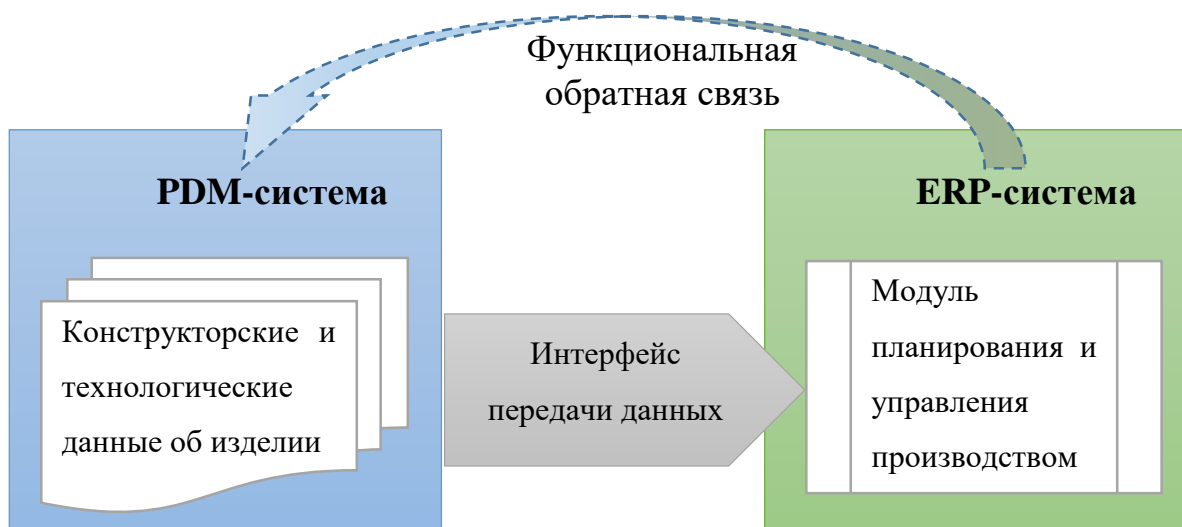 Функциональная
обратная связь
PDM-система
ERP-система
Конструкторские и
технологические
данные об изделии
Интерфейс
передачи данных
Модуль
планирования и
управления
производством